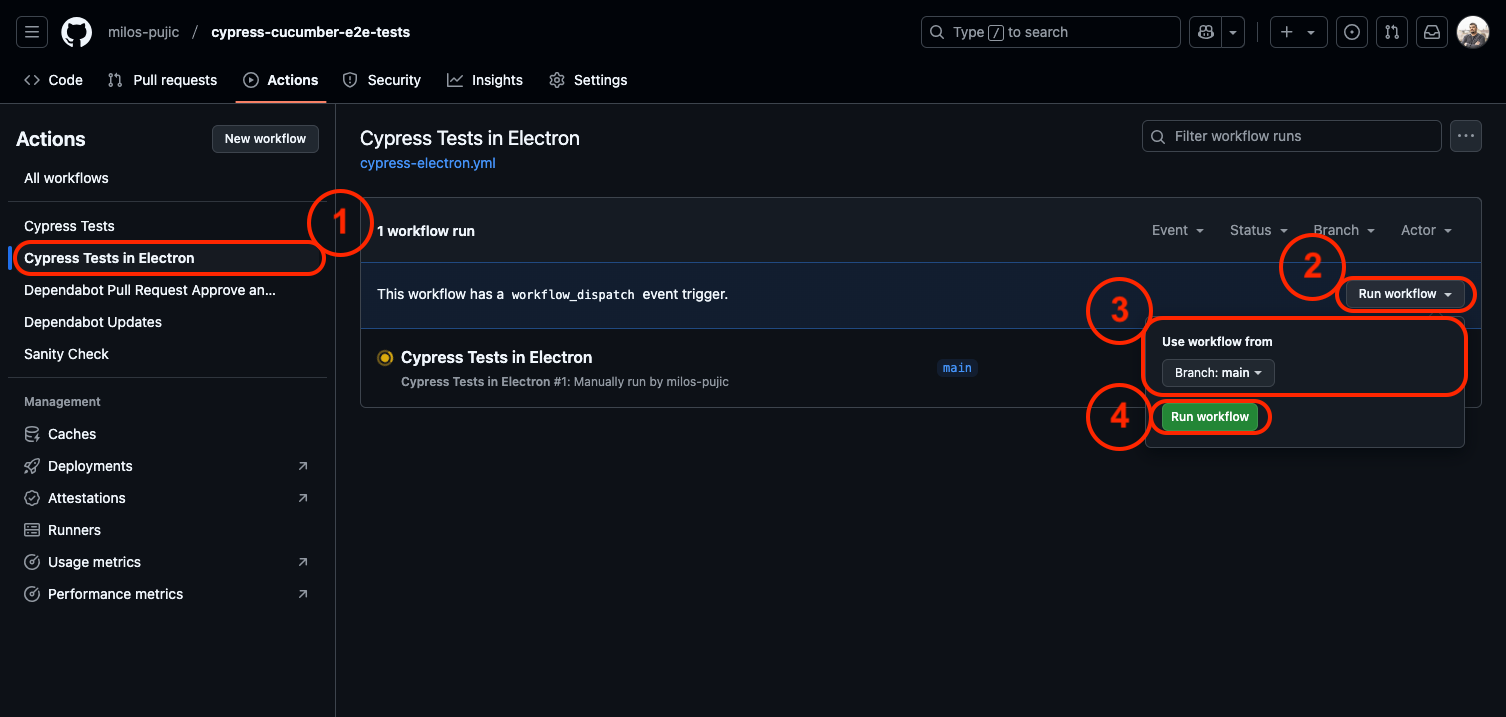 milos-pujic / cypress-cucumber-e2e-tests
Type / to search
Code Pull requests Actions Security Insights Settings
Actions
New workflow
All workflows
Cypress Tests
Cypress Tests in Electron
Dependabot Pull Request Approve an...
Dependabot Updates
Sanity Check
Management
Caches
Deployments
Attestations
Runners
Usage metrics
Performance metrics
1
Cypress Tests in Electron
cypress-electron.yml
Filter workflow runs
1 workflow run
Event Status Branch Actor
2
This workflow has a workflow_dispatch event trigger.
Run workflow
3
Use workflow from
Branch: main
Cypress Tests in Electron
main
Cypress Tests in Electron #1: Manually run by milos-pujic
4
Run workflow